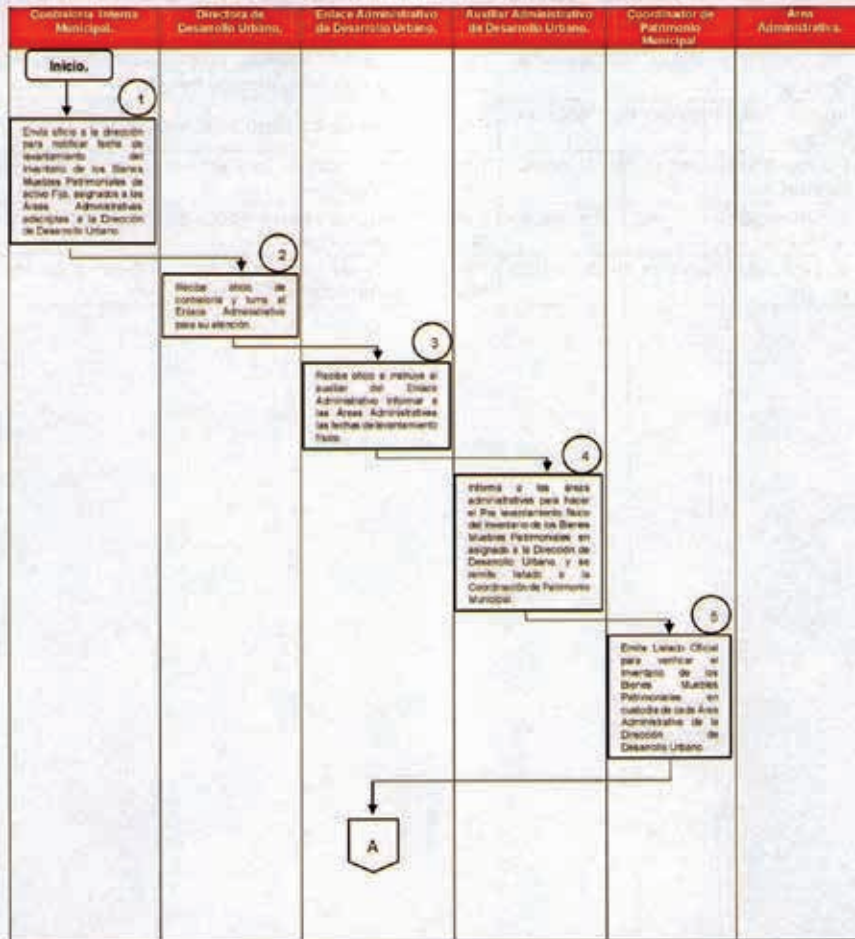 Contraloría Interna
Municipal.
Directora de
Desarrollo Urbano.
Enlace Administrativo
de Desarrollo Urbano.
Auxiliar Administrativo
de Desarrollo Urbano.
Coordinador de
Patrimonio
Municipal
Área
Administrativa.
Inicio.
1
Envía oficio a la dirección
para notificar fecha de
levantamiento del
Inventario de los Bienes
Muebles Patrimoniales de
activo Fijo, asignados a las
Áreas Administrativas
adscritas a la Dirección
de Desarrollo Urbano
2
Recibe oficio de
contraloría y turna al
Enlace Administrativo
para su atención.
3
Recibe oficio e instruye al
auxiliar del Enlace
Administrativo informar a
las Áreas Administrativas
las fechas de levantamiento
físico.
4
Informa a las áreas
administrativas para hacer
el Pre levantamiento físico
del Inventario de los Bienes
Muebles Patrimoniales en
asignado a la Dirección de
Desarrollo Urbano, y se
remite listado a la
Coordinación de Patrimonio
Municipal.
5
Emite Listado Oficial
para verificar el
Inventario de los
Bienes Muebles
Patrimoniales en
custodia de cada Área
Administrativa de la
Dirección de
Desarrollo Urbano
A